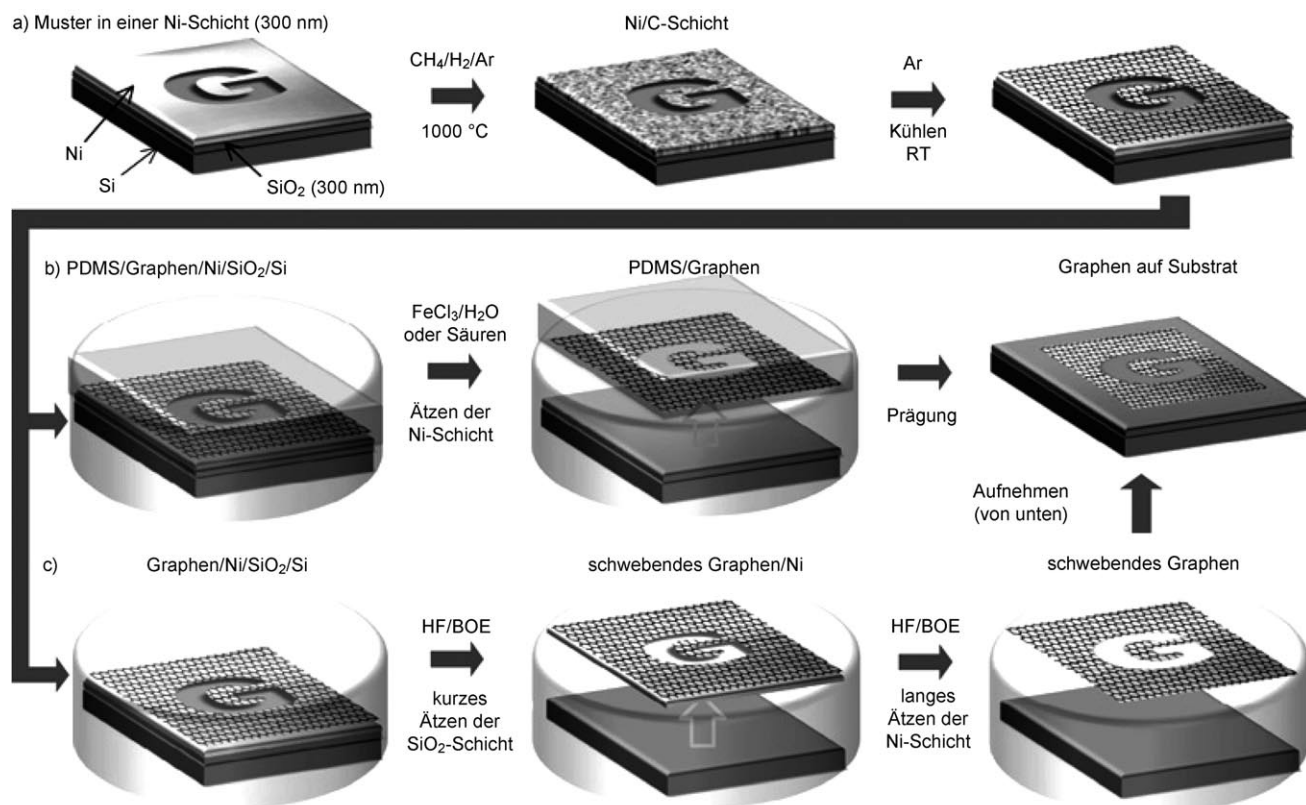 a) Muster in einer Ni-Schicht (300 nm)
Ni/C-Schicht
CH₄/H₂/Ar
1000 °C
Ar
Kühlen
RT
Ni
Si
SiO₂ (300 nm)
G
G
G
b) PDMS/Graphen/Ni/SiO₂/Si
PDMS/Graphen
Graphen auf Substrat
FeCl₃/H₂O
oder Säuren
Ätzen der
Ni-Schicht
Prägung
G
G
G
Aufnehmen
(von unten)
c) Graphen/Ni/SiO₂/Si
schwebendes Graphen/Ni
schwebendes Graphen
HF/BOE
kurzes
Ätzen der
SiO₂-Schicht
HF/BOE
langes
Ätzen der
Ni-Schicht
G
G
G